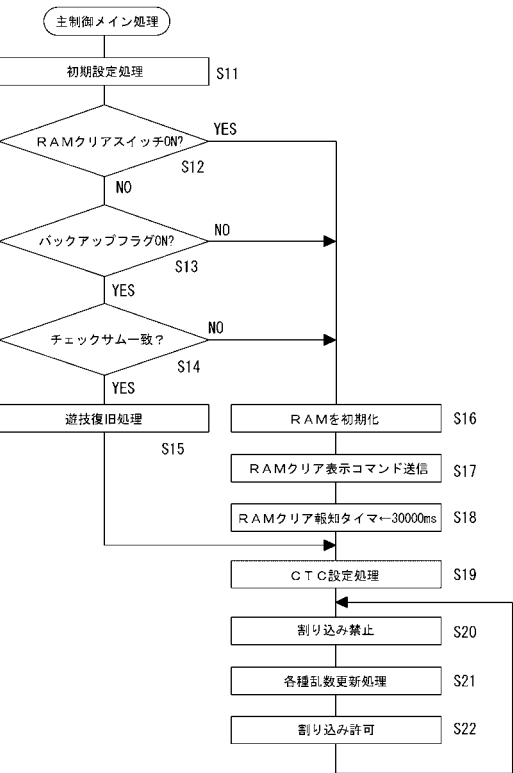 主制御メイン処理
初期設定処理 S11
RAMクリアスイッチON? YES
S12
NO
バックアップフラグON? NO
S13
YES
チェックサム一致? NO
S14
YES
遊技復旧処理
S15
RAMを初期化 S16
RAMクリア表示コマンド送信 S17
RAMクリア報知タイマ←30000ms S18
CTC設定処理 S19
割り込み禁止 S20
各種乱数更新処理 S21
割り込み許可 S22